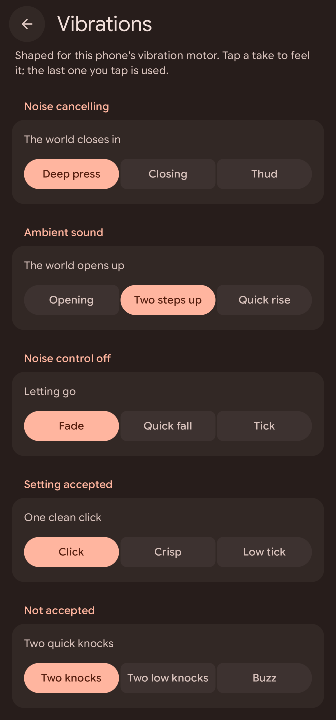 Vibrations
Shaped for this phone's vibration motor. Tap a take to feel
it; the last one you tap is used.
Noise cancelling
The world closes in
Deep press
Closing
Thud
Ambient sound
The world opens up
Opening
Two steps up
Quick rise
Noise control off
Letting go
Fade
Quick fall
Tick
Setting accepted
One clean click
Click
Crisp
Low tick
Not accepted
Two quick knocks
Two knocks
Two low knocks
Buzz